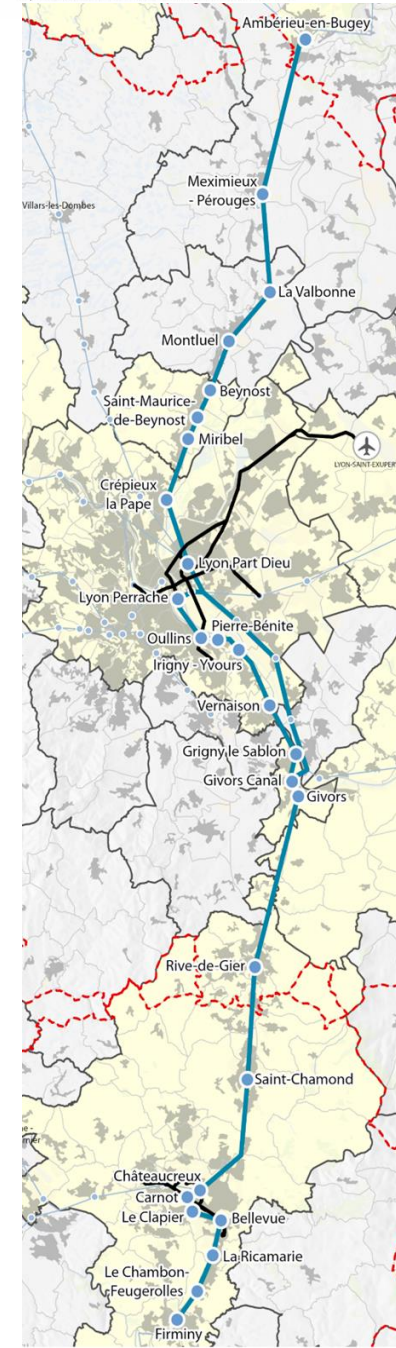 Ambérieu-en-Bugey
Meximieux
- Pérouges
Villars-les-Dombes
La Valbonne
Montluel
Beynost
Saint-Maurice-
de-Beynost
Miribel
LYON-SAINT-EXUPERY
Crépieux
la Pape
Lyon Part Dieu
Lyon Perrache
Pierre-Bénite
Oullins
Irigny - Yvours
Vernaison
Grigny le Sablon
Givors Canal
Givors
Rive-de-Gier
Saint-Chamond
Châteaucreux
Carnot
Le Clapier
Bellevue
La Ricamarie
Le Chambon-
Feugerolles
Firminy